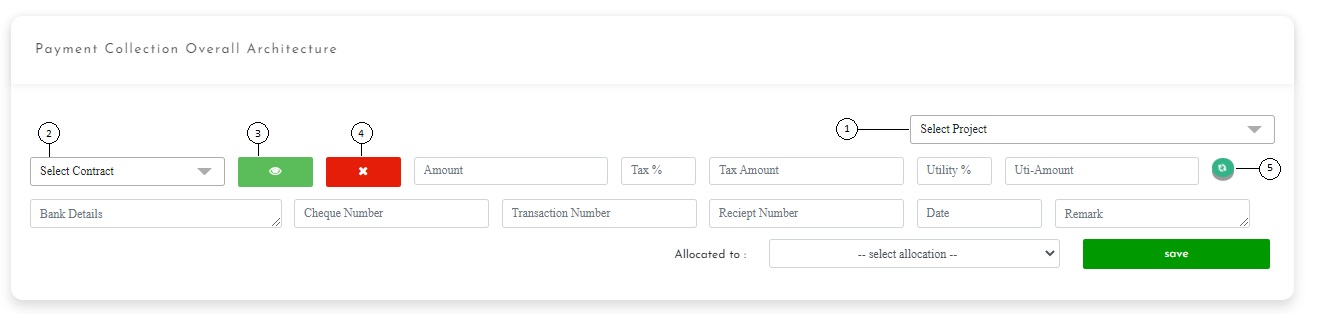 Payment Collection Overall Architecture
2 3 4 1 Select Project
Select Contract Amount Tax % Tax Amount Utility % Uti-Amount 5
Bank Details Cheque Number Transaction Number Reciept Number Date Remark
Allocated to : -- select allocation -- save